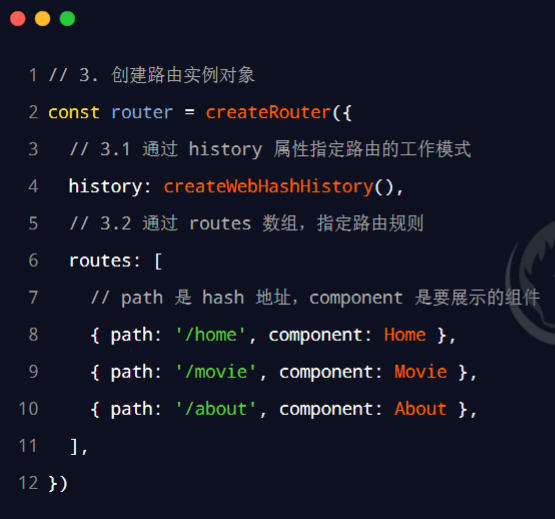 1 // 3. 创建路由实例对象
2 const router = createRouter({
3   // 3.1 通过 history 属性指定路由的工作模式
4   history: createWebHashHistory(),
5   // 3.2 通过 routes 数组，指定路由规则
6   routes: [
7     // path 是 hash 地址，component 是要展示的组件
8     { path: '/home', component: Home },
9     { path: '/movie', component: Movie },
10     { path: '/about', component: About },
11   ],
12 })